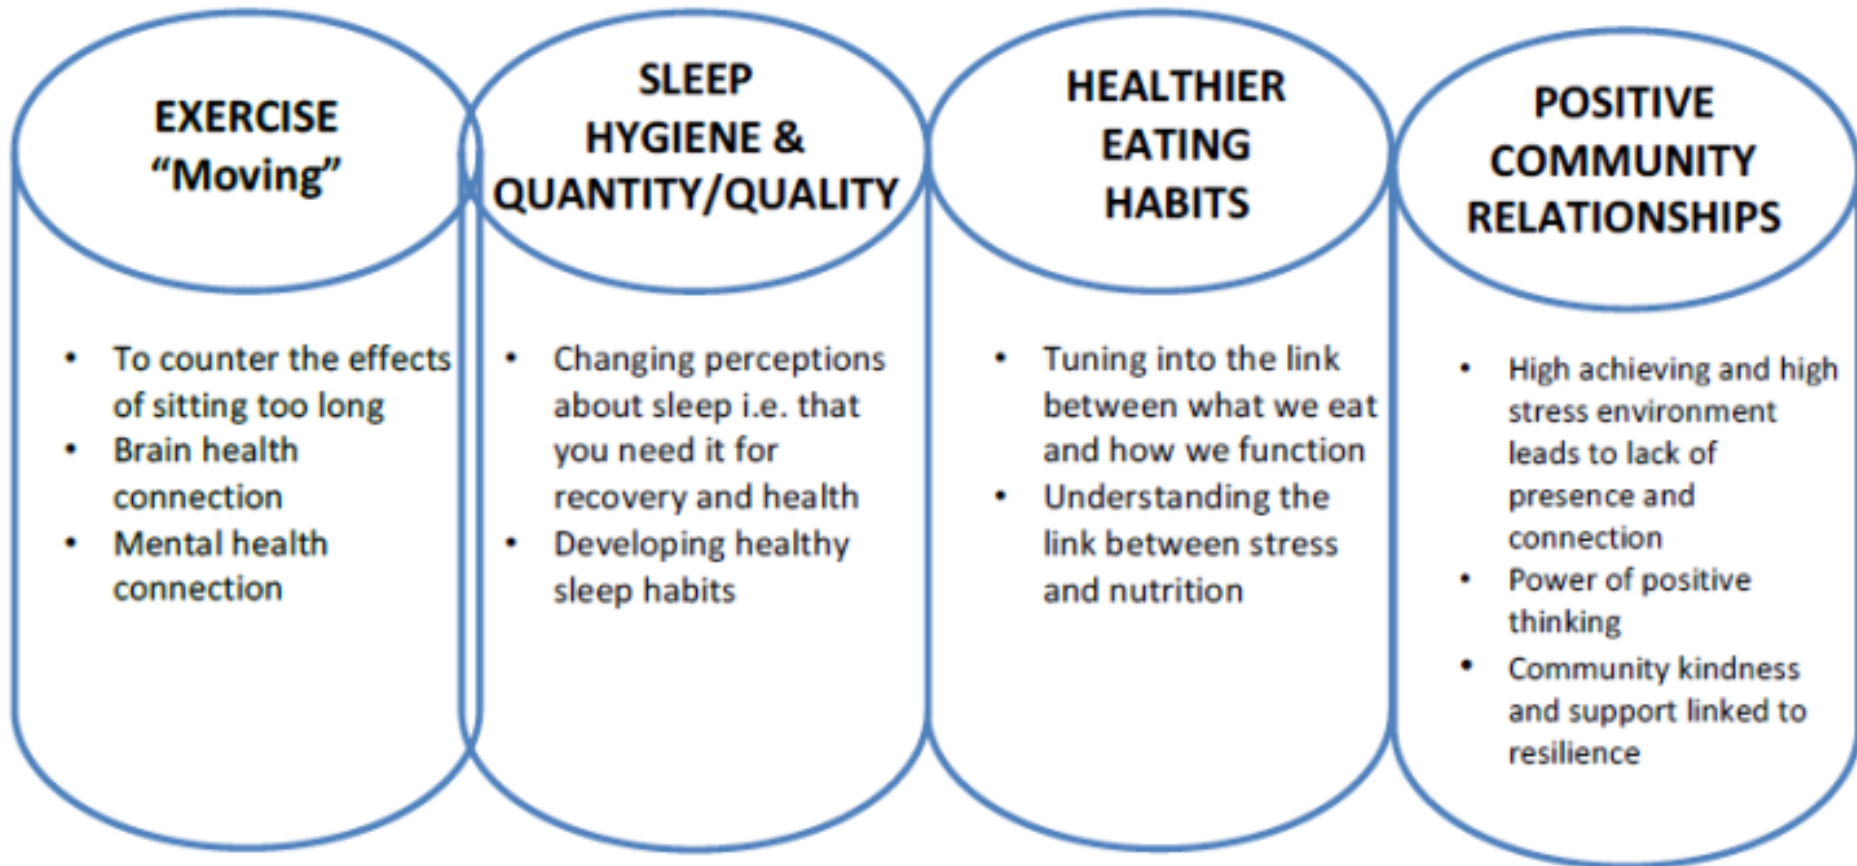 EXERCISE
“Moving”
• To counter the effects
of sitting too long
• Brain health
connection
• Mental health
connection
SLEEP
HYGIENE &
QUANTITY/QUALITY
• Changing perceptions
about sleep i.e. that
you need it for
recovery and health
• Developing healthy
sleep habits
HEALTHIER
EATING
HABITS
• Tuning into the link
between what we eat
and how we function
• Understanding the
link between stress
and nutrition
POSITIVE
COMMUNITY
RELATIONSHIPS
• High achieving and high
stress environment
leads to lack of
presence and
connection
• Power of positive
thinking
• Community kindness
and support linked to
resilience